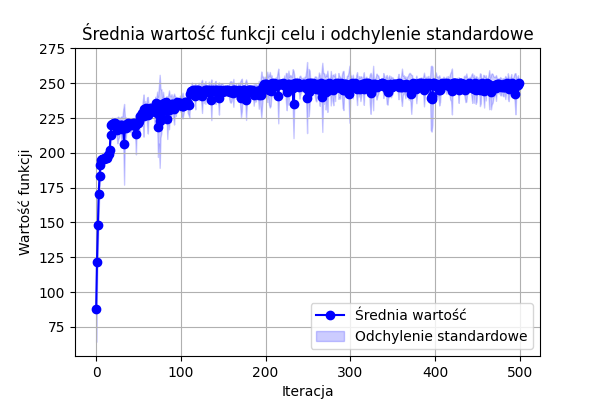 Średnia wartość funkcji celu i odchylenie standardowe
275
250
225
200
175
150
125
100
75
Wartość funkcji
Średnia wartość
Odchylenie standardowe
0 100 200 300 400 500
Iteracja